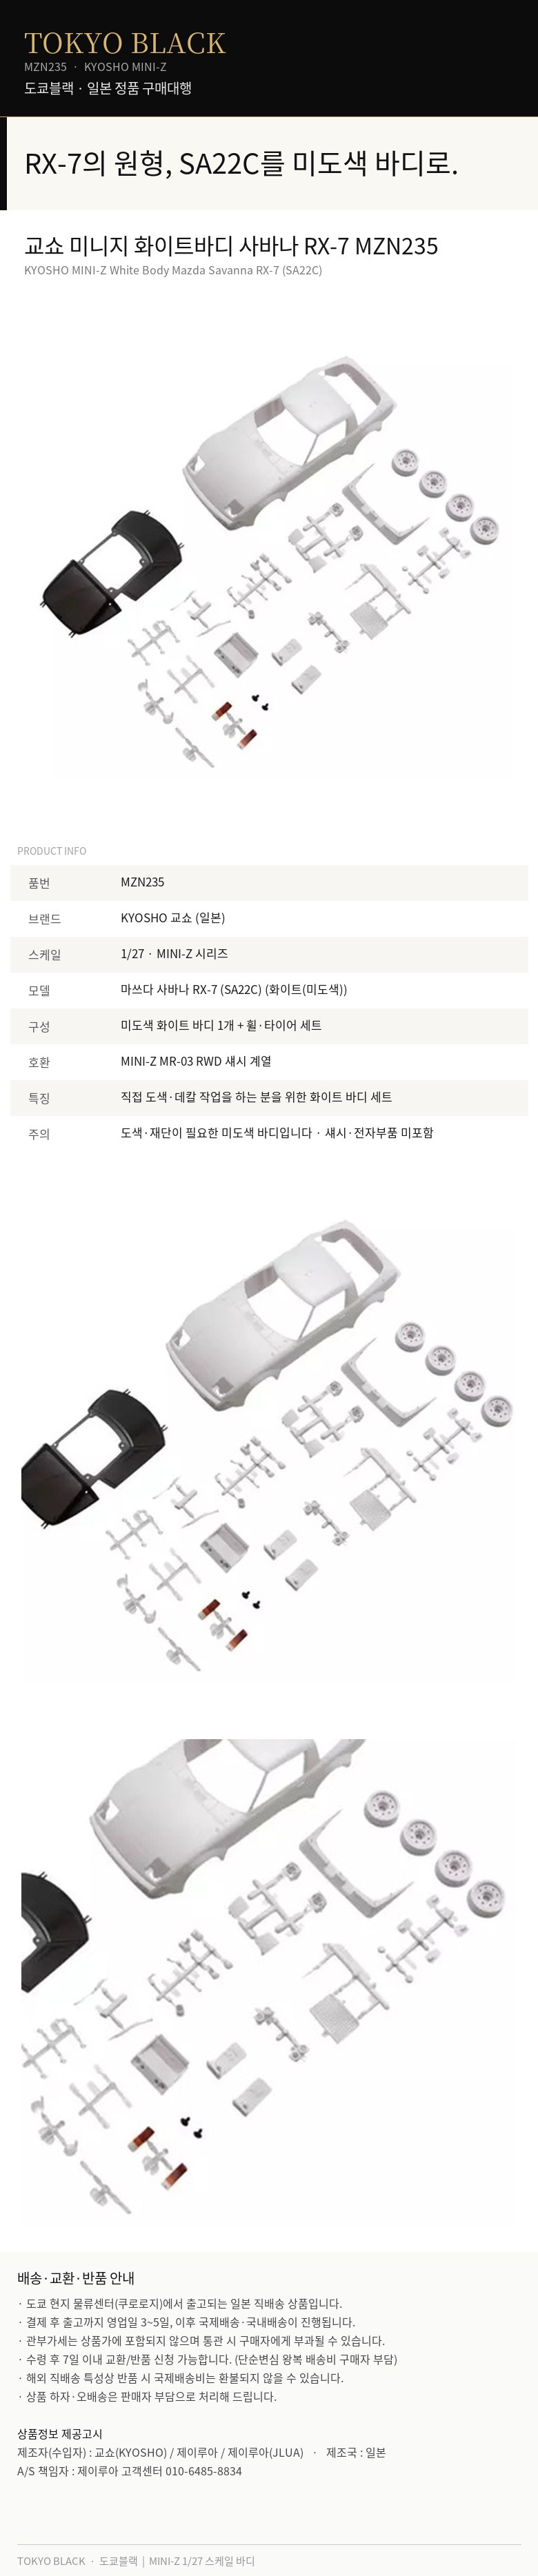 TOKYO BLACK
MZN235 · KYOSHO MINI-Z
도쿄블랙 · 일본 정품 구매대행
RX-7의 원형, SA22C를 미도색 바디로.
교쇼 미니지 화이트바디 사바나 RX-7 MZN235
KYOSHO MINI-Z White Body Mazda Savanna RX-7 (SA22C)
PRODUCT INFO
품번 MZN235
브랜드 KYOSHO 교쇼 (일본)
스케일 1/27 · MINI-Z 시리즈
모델 마쓰다 사바나 RX-7 (SA22C) (화이트(미도색))
구성 미도색 화이트 바디 1개 + 휠·타이어 세트
호환 MINI-Z MR-03 RWD 섀시 계열
특징 직접 도색·데칼 작업을 하는 분을 위한 화이트 바디 세트
주의 도색·재단이 필요한 미도색 바디입니다 · 섀시·전자부품 미포함
배송·교환·반품 안내
· 도쿄 현지 물류센터(쿠로로지)에서 출고되는 일본 직배송 상품입니다.
· 결제 후 출고까지 영업일 3~5일, 이후 국제배송·국내배송이 진행됩니다.
· 관부가세는 상품가에 포함되지 않으며 통관 시 구매자에게 부과될 수 있습니다.
· 수령 후 7일 이내 교환/반품 신청 가능합니다. (단순변심 왕복 배송비 구매자 부담)
· 해외 직배송 특성상 반품 시 국제배송비는 환불되지 않을 수 있습니다.
· 상품 하자·오배송은 판매자 부담으로 처리해 드립니다.
상품정보 제공고시
제조자(수입자) : 교쇼(KYOSHO) / 제이루아 / 제이루아(JLUA) · 제조국 : 일본
A/S 책임자 : 제이루아 고객센터 010-6485-8834
TOKYO BLACK · 도쿄블랙 | MINI-Z 1/27 스케일 바디